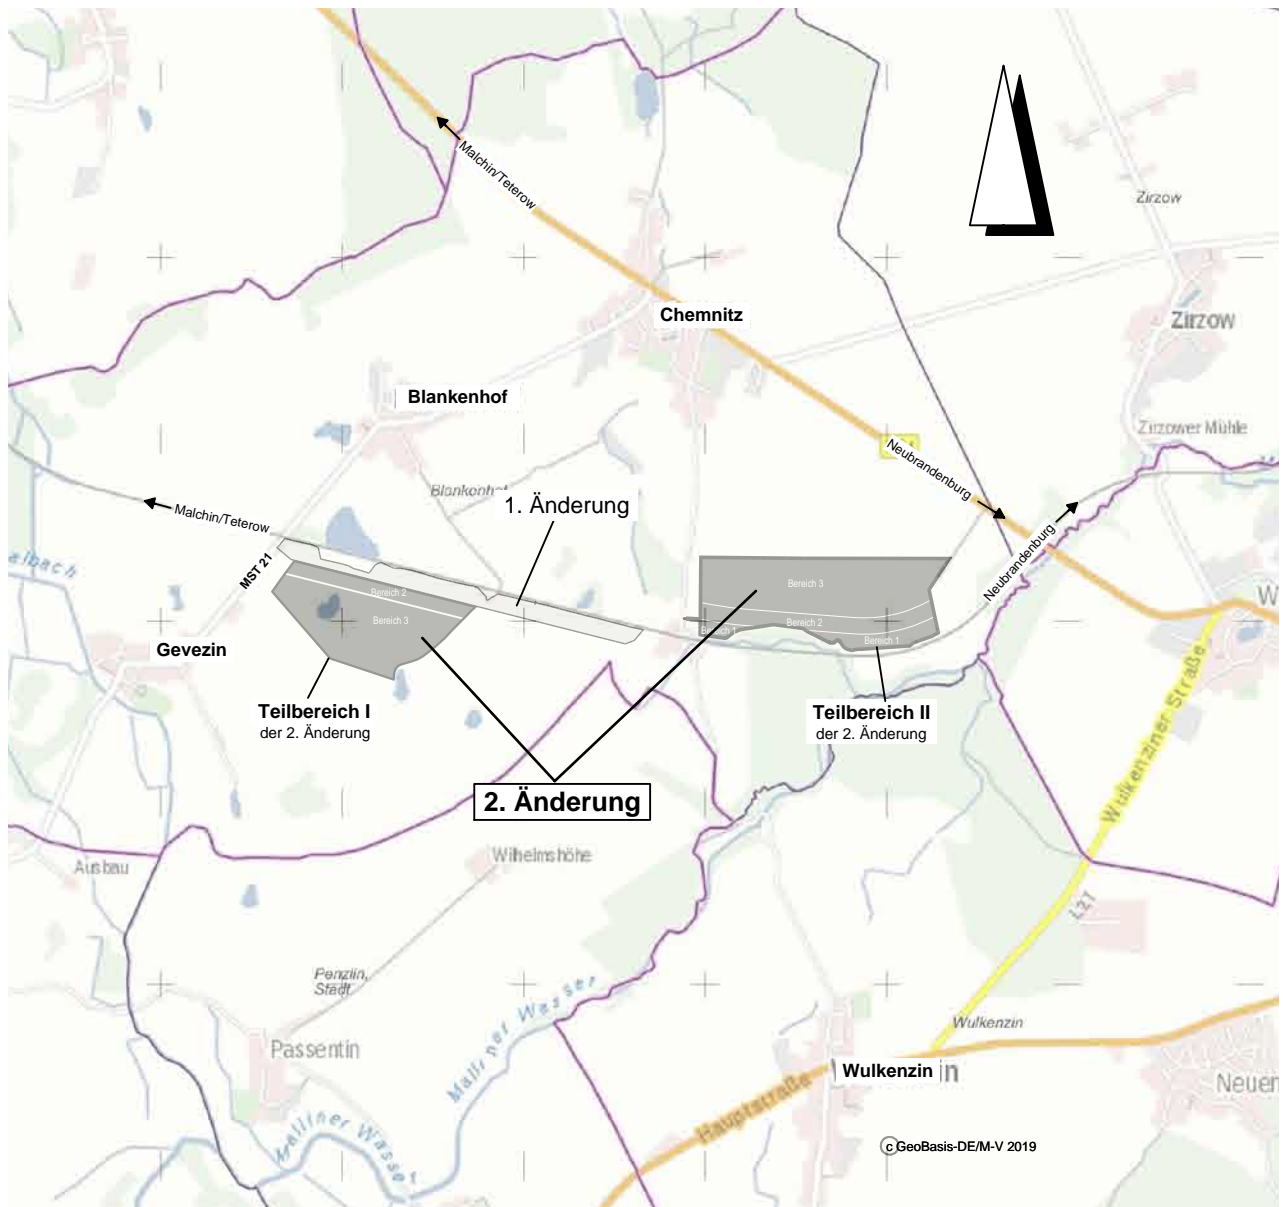 Malchin/Teterow
Zirzow
Chemnitz
Zirzow
Blankenhof
Neubrandenburg
Zirzower Mühle
1. Änderung
Malchin/Teterow
Neubrandenburg
MST 21
Bereich 2
Bereich 3
Bereich 3
Bereich 1
Bereich 2
Bereich 1
Gevezin
Teilbereich I
der 2. Änderung
Teilbereich II
der 2. Änderung
Wulkenziner Straße
2. Änderung
Wilhelmshöhe
Ausbau
L27
Penzlin,
Stadt
Wulkenzin
Passentin
Wulkenzin
Hauptstraße
Malliner Wasser
c GeoBasis-DE/M-V 2019